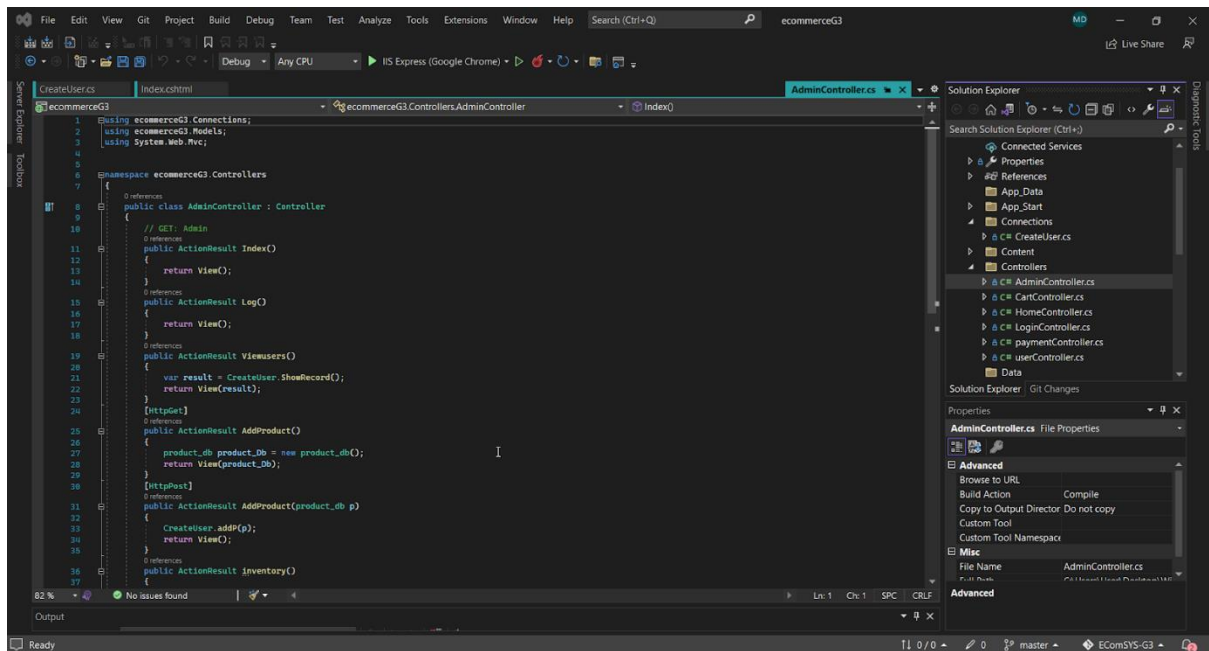 File Edit View Git Project Build Debug Team Test Analyze Tools Extensions Window Help Search (Ctrl+Q) ecommerceG3 MD
Live Share
Debug Any CPU IIS Express (Google Chrome)
Server Explorer
Toolbox
CreateUser.cs Index.cshtml AdminController.cs
ecommerceG3 ecommerceG3.Controllers.AdminController Index()
1 using ecommerceG3.Connections;
2 using ecommerceG3.Models;
3 using System.Web.Mvc;
4
5
6 namespace ecommerceG3.Controllers
7 {
0 references
8 public class AdminController : Controller
9 {
10 // GET: Admin
0 references
11 public ActionResult Index()
12 {
13 return View();
14 }
0 references
15 public ActionResult Log()
16 {
17 return View();
18 }
0 references
19 public ActionResult Viewusers()
20 {
21 var result = CreateUser.ShowRecord();
22 return View(result);
23 }
24 [HttpGet]
0 references
25 public ActionResult AddProduct()
26 {
27 product_db product_Db = new product_db();
28 return View(product_Db);
29 }
30 [HttpPost]
0 references
31 public ActionResult AddProduct(product_db p)
32 {
33 CreateUser.addP(p);
34 return View();
35 }
0 references
36 public ActionResult inventory()
37 {
82 % No issues found Ln: 1 Ch: 1 SPC CRLF
Output
Solution Explorer
Search Solution Explorer (Ctrl+;)
Connected Services
Properties
References
App_Data
App_Start
Connections
C# CreateUser.cs
Content
Controllers
C# AdminController.cs
C# CartController.cs
C# HomeController.cs
C# LoginController.cs
C# paymentController.cs
C# userController.cs
Data
Solution Explorer Git Changes
Properties
AdminController.cs File Properties
Advanced
Browse to URL
Build Action Compile
Copy to Output Director Do not copy
Custom Tool
Custom Tool Namespace
Misc
File Name AdminController.cs
Advanced
Diagnostic Tools
Ready 0 / 0 0 master EComSYS-G3